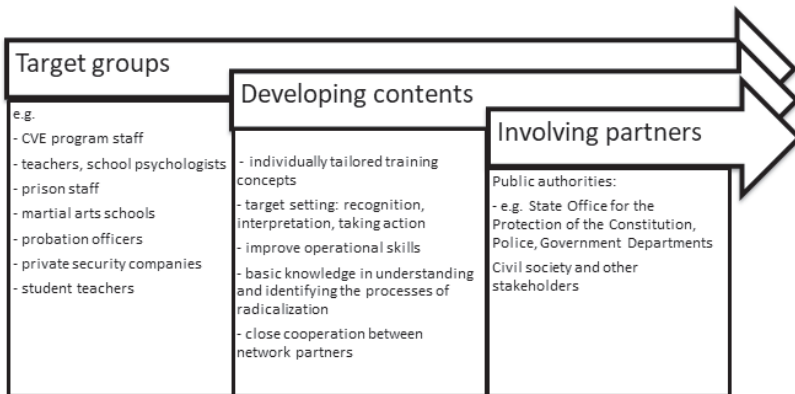 Target groups
e.g.
- CVE program staff
- teachers, school psychologists
- prison staff
- martial arts schools
- probation officers
- private security companies
- student teachers
Developing contents
- individually tailored training
concepts
- target setting: recognition,
interpretation, taking action
- improve operational skills
- basic knowledge in understanding
and identifying the processes of
radicalization
- close cooperation between
network partners
Involving partners
Public authorities:
- e.g. State Office for the
Protection of the Constitution,
Police, Government Departments
Civil society and other
stakeholders